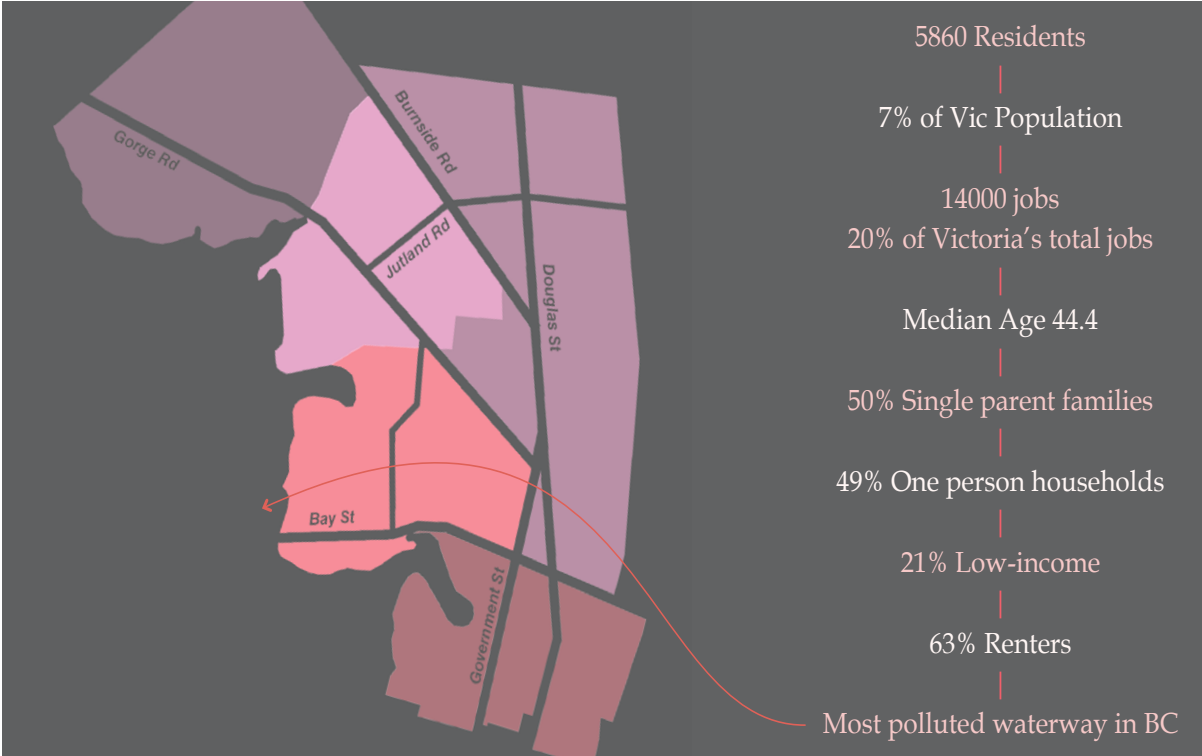 Gorge Rd
Burnside Rd
Jutland Rd
Douglas St
Bay St
Government St
5860 Residents
7% of Vic Population
14000 jobs
20% of Victoria’s total jobs
Median Age 44.4
50% Single parent families
49% One person households
21% Low-income
63% Renters
Most polluted waterway in BC